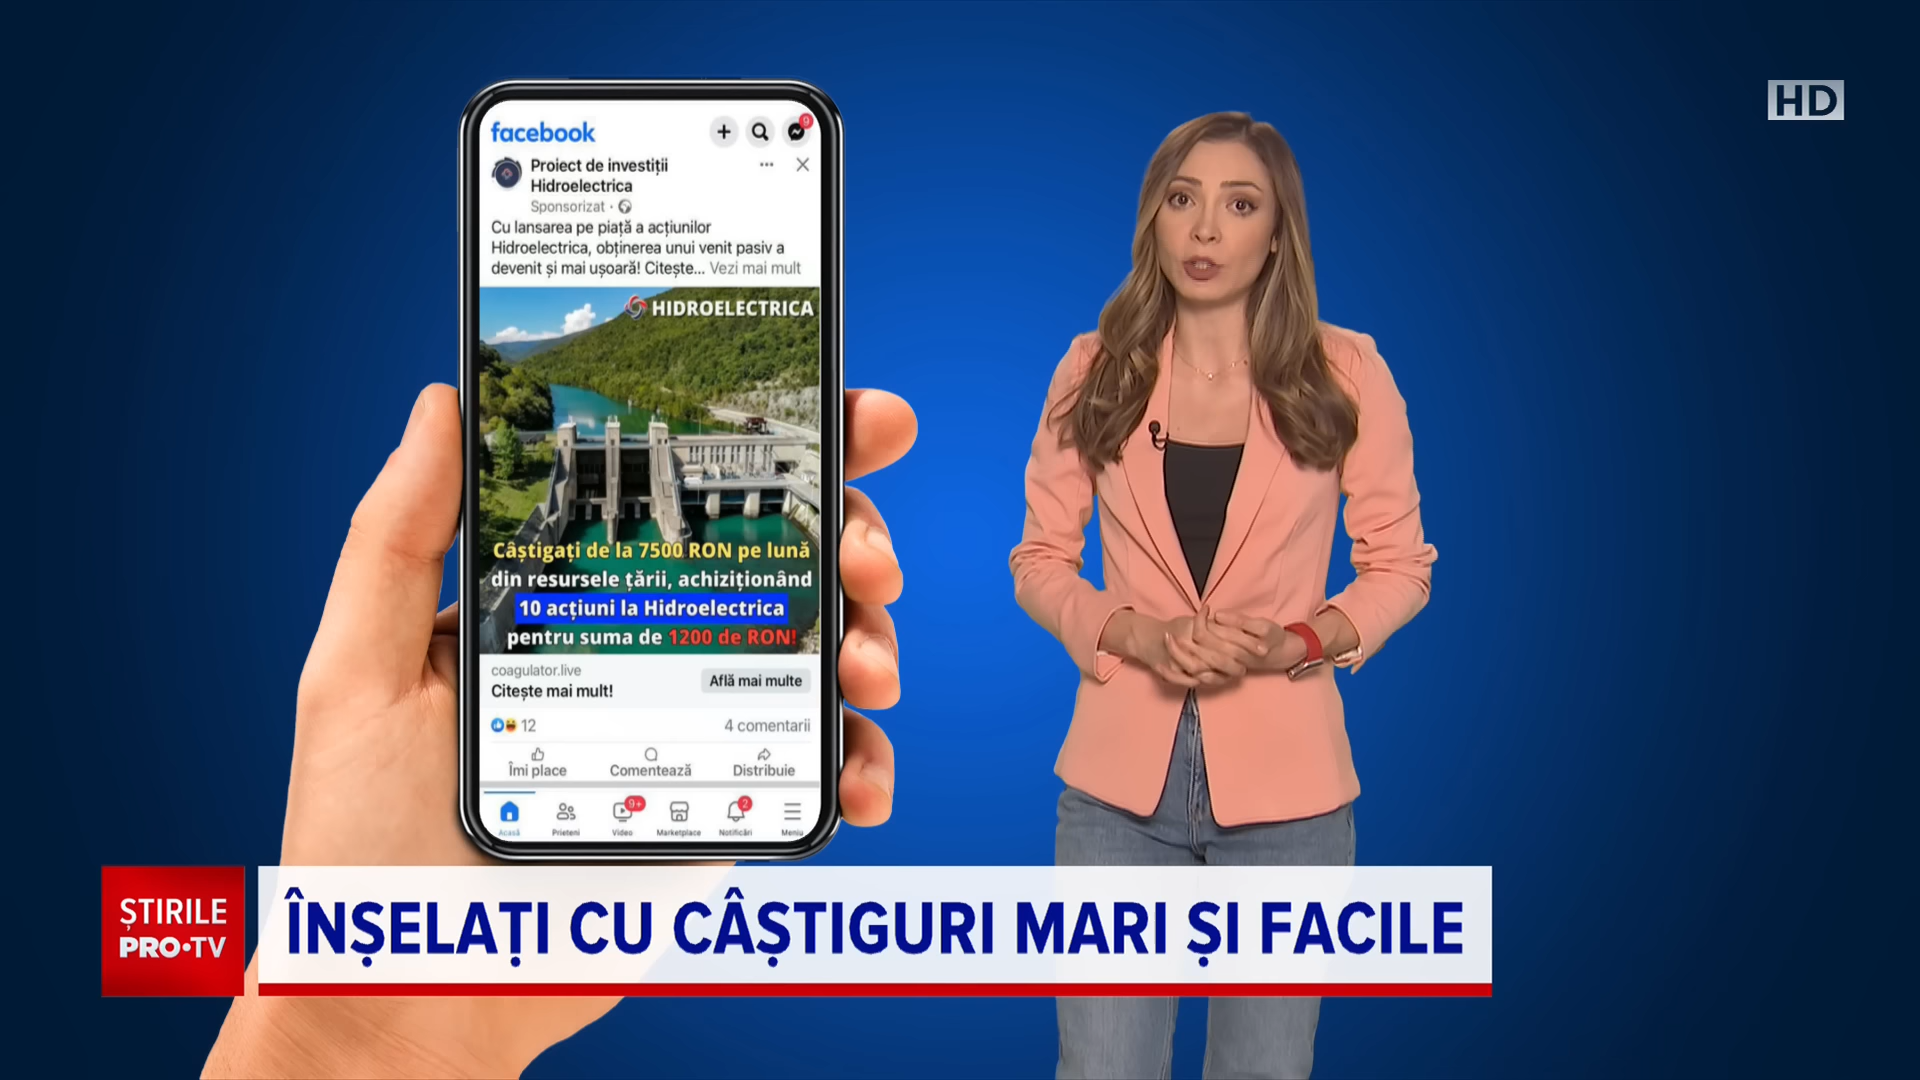 HD
facebook
9
Proiect de investiții
Hidroelectrica
Sponsorizat ·
Cu lansarea pe piață a acțiunilor
Hidroelectrica, obținerea unui venit pasiv a
devenit și mai ușoară! Citește... Vezi mai mult
HIDROELECTRICA
Câștigați de la 7500 RON pe lună
din resursele țării, achiziționând
10 acțiuni la Hidroelectrica
pentru suma de 1200 de RON!
coagulator.live
Citește mai mult!
Află mai multe
12
4 comentarii
Îmi place
Comentează
Distribuie
9+
2
Acasă
Prieteni
Video
Marketplace
Notificări
Meniu
ȘTIRILE
PRO•TV
ÎNȘELAȚI CU CÂȘTIGURI MARI ȘI FACILE